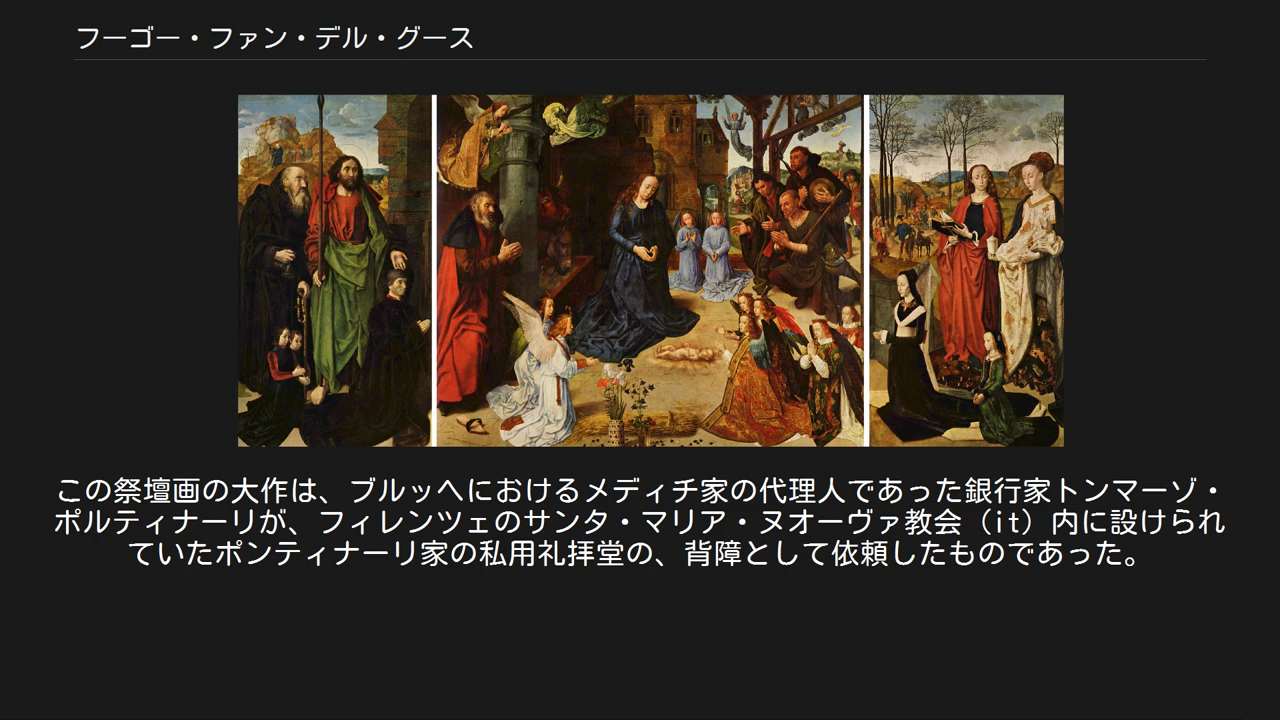 フーゴー・ファン・デル・グース
この祭壇画の大作は、ブルッヘにおけるメディチ家の代理人であった銀行家トンマーゾ・
ポルティナーリが、フィレンツェのサンタ・マリア・ヌオーヴァ教会（it）内に設けられ
ていたポンティナーリ家の私用礼拝堂の、背障として依頼したものであった。